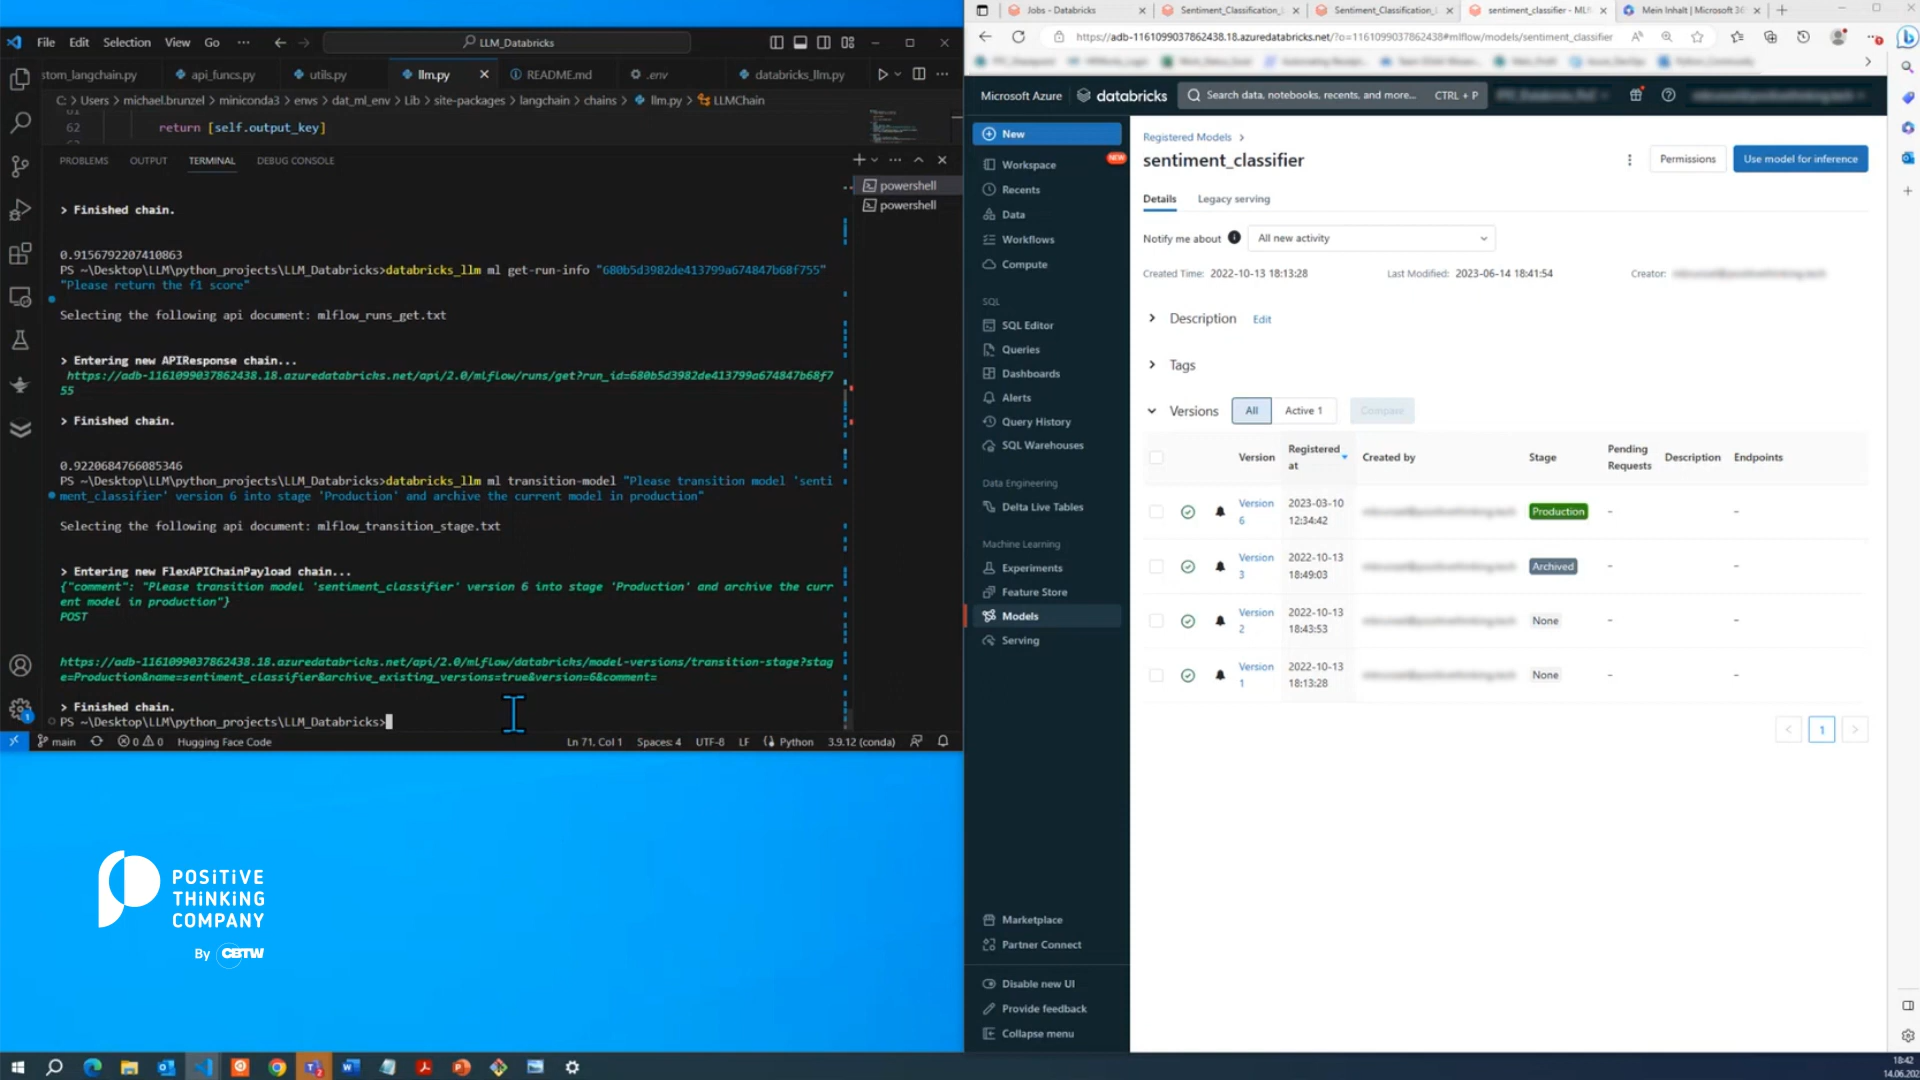 File Edit Selection View Go ··· LLM_Databricks
stom_langchain.py api_funcs.py utils.py llm.py README.md .env databricks_llm.py
C: > Users > michael.brunzel > miniconda3 > envs > dat_ml_env > Lib > site-packages > langchain > chains > llm.py > LLMChain
62 return [self.output_key]
PROBLEMS OUTPUT TERMINAL DEBUG CONSOLE
powershell
powershell
> Finished chain.
0.9156792207410863
PS ~\Desktop\LLM\python_projects\LLM_Databricks>databricks_llm ml get-run-info "680b5d3982de413799a674847b68f755"
"Please return the f1 score"
Selecting the following api document: mlflow_runs_get.txt
> Entering new APIResponse chain...
https://adb-1161099037862438.18.azuredatabricks.net/api/2.0/mlflow/runs/get?run_id=680b5d3982de413799a674847b68f7
55
> Finished chain.
0.9220684766085346
PS ~\Desktop\LLM\python_projects\LLM_Databricks>databricks_llm ml transition-model "Please transition model 'senti
ment_classifier' version 6 into stage 'Production' and archive the current model in production"
Selecting the following api document: mlflow_transition_stage.txt
> Entering new FlexAPIChainPayload chain...
{"comment": "Please transition model 'sentiment_classifier' version 6 into stage 'Production' and archive the curr
ent model in production"}
POST
https://adb-1161099037862438.18.azuredatabricks.net/api/2.0/mlflow/databricks/model-versions/transition-stage?stag
e=Production&name=sentiment_classifier&archive_existing_versions=true&version=6&comment=
> Finished chain.
PS ~\Desktop\LLM\python_projects\LLM_Databricks>
main 0 0 Hugging Face Code Ln 71, Col 1 Spaces: 4 UTF-8 LF Python 3.9.12 (conda)
POSiTiVE
THiNKiNG
COMPANY
By CBTW
Jobs - Databricks Sentiment_Classification_ Sentiment_Classification_ sentiment_classifier - ML Mein Inhalt | Microsoft 36
https://adb-1161099037862438.18.azuredatabricks.net/?o=1161099037862438#mlflow/models/sentiment_classifier
Microsoft Azure databricks Search data, notebooks, recents, and more... CTRL + P
New
Workspace NEW
Recents
Data
Workflows
Compute
SQL
SQL Editor
Queries
Dashboards
Alerts
Query History
SQL Warehouses
Data Engineering
Delta Live Tables
Machine Learning
Experiments
Feature Store
Models
Serving
Marketplace
Partner Connect
Disable new UI
Provide feedback
Collapse menu
Registered Models >
sentiment_classifier
Permissions Use model for inference
Details Legacy serving
Notify me about All new activity
Created Time: 2022-10-13 18:13:28 Last Modified: 2023-06-14 18:41:54 Creator:
Description Edit
Tags
Versions All Active 1 Compare
Version Registered at Created by Stage Pending Requests Description Endpoints
Version 6 2023-03-10 12:34:42 Production - -
Version 3 2022-10-13 18:49:03 Archived - -
Version 2 2022-10-13 18:43:53 None - -
Version 1 2022-10-13 18:13:28 None - -
< 1 >
18:42
14.06.202